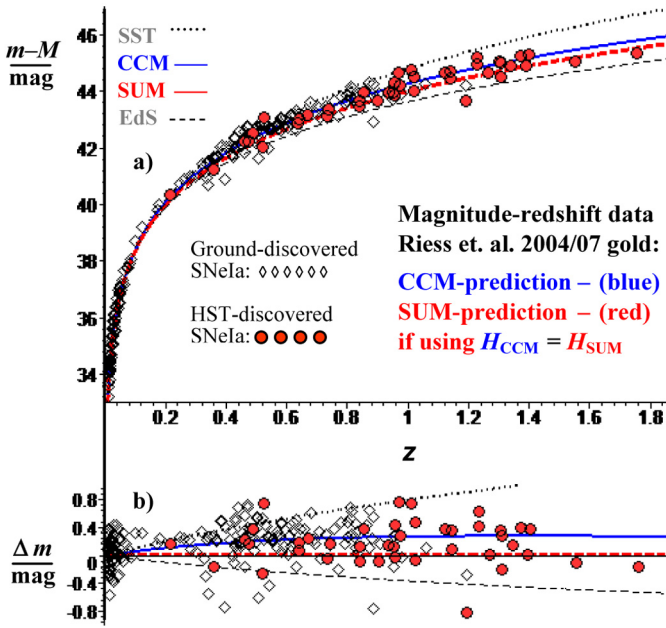 m–M
mag
46
44
42
40
38
36
34
SST
CCM
SUM
EdS
a)
Ground-discovered
SNeIa:
HST-discovered
SNeIa:
Magnitude-redshift data
Riess et. al. 2004/07 gold:
CCM-prediction – (blue)
SUM-prediction – (red)
if using H_CCM = H_SUM
0.2 0.4 0.6 0.8 1 1.2 1.4 1.6 1.8
z
b)
Δ m
mag
0.8
0.4
0
-0.4
-0.8